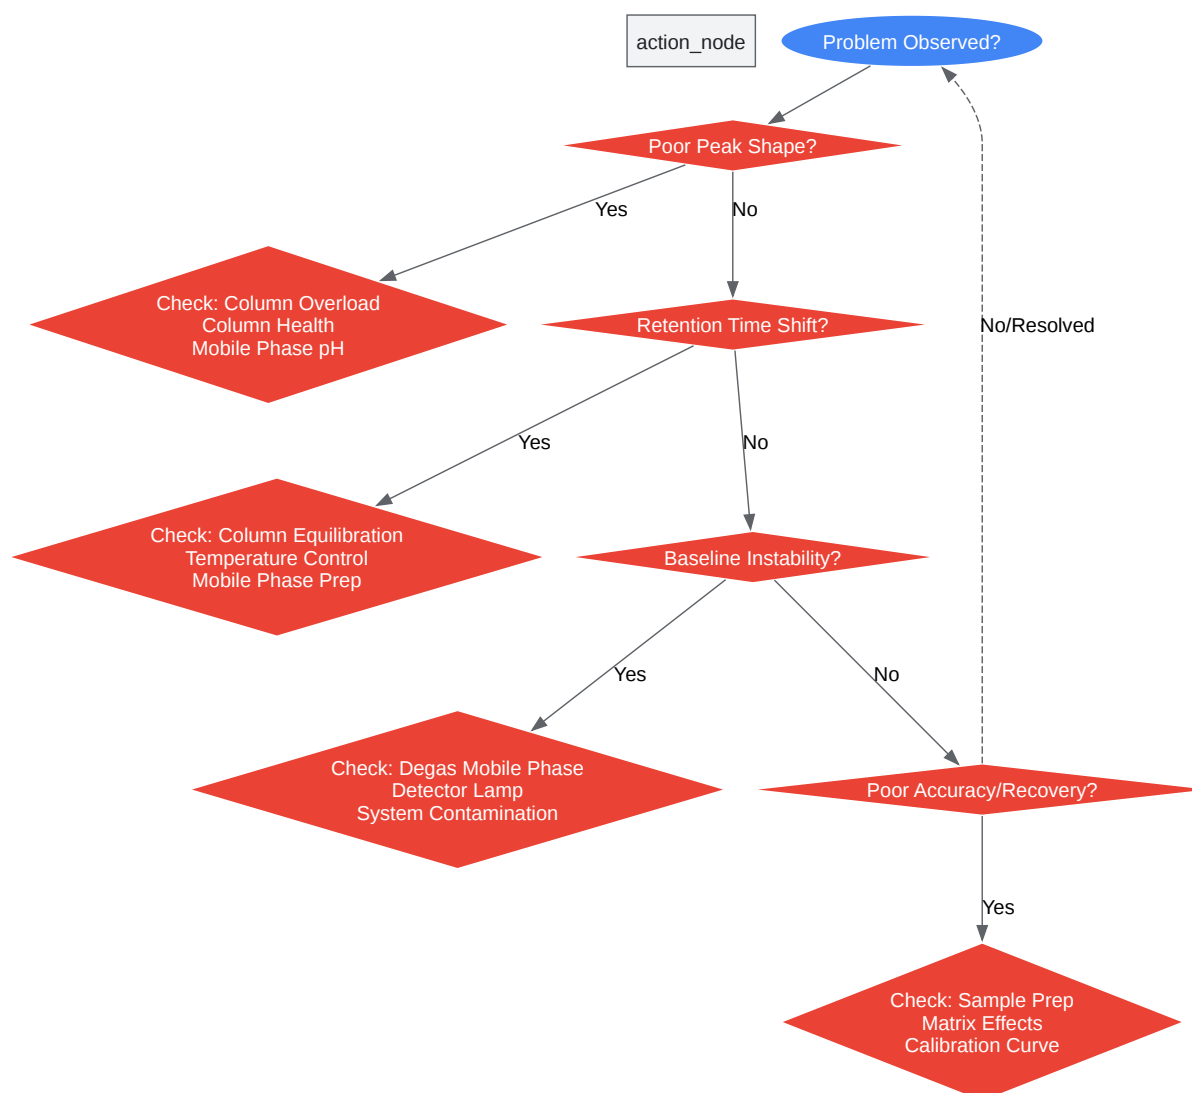 action_node
Problem Observed?
Poor Peak Shape?
Yes
No
Check: Column Overload
Column Health
Mobile Phase pH
Retention Time Shift?
No/Resolved
Yes
No
Check: Column Equilibration
Temperature Control
Mobile Phase Prep
Baseline Instability?
Yes
No
Check: Degas Mobile Phase
Detector Lamp
System Contamination
Poor Accuracy/Recovery?
Yes
Check: Sample Prep
Matrix Effects
Calibration Curve